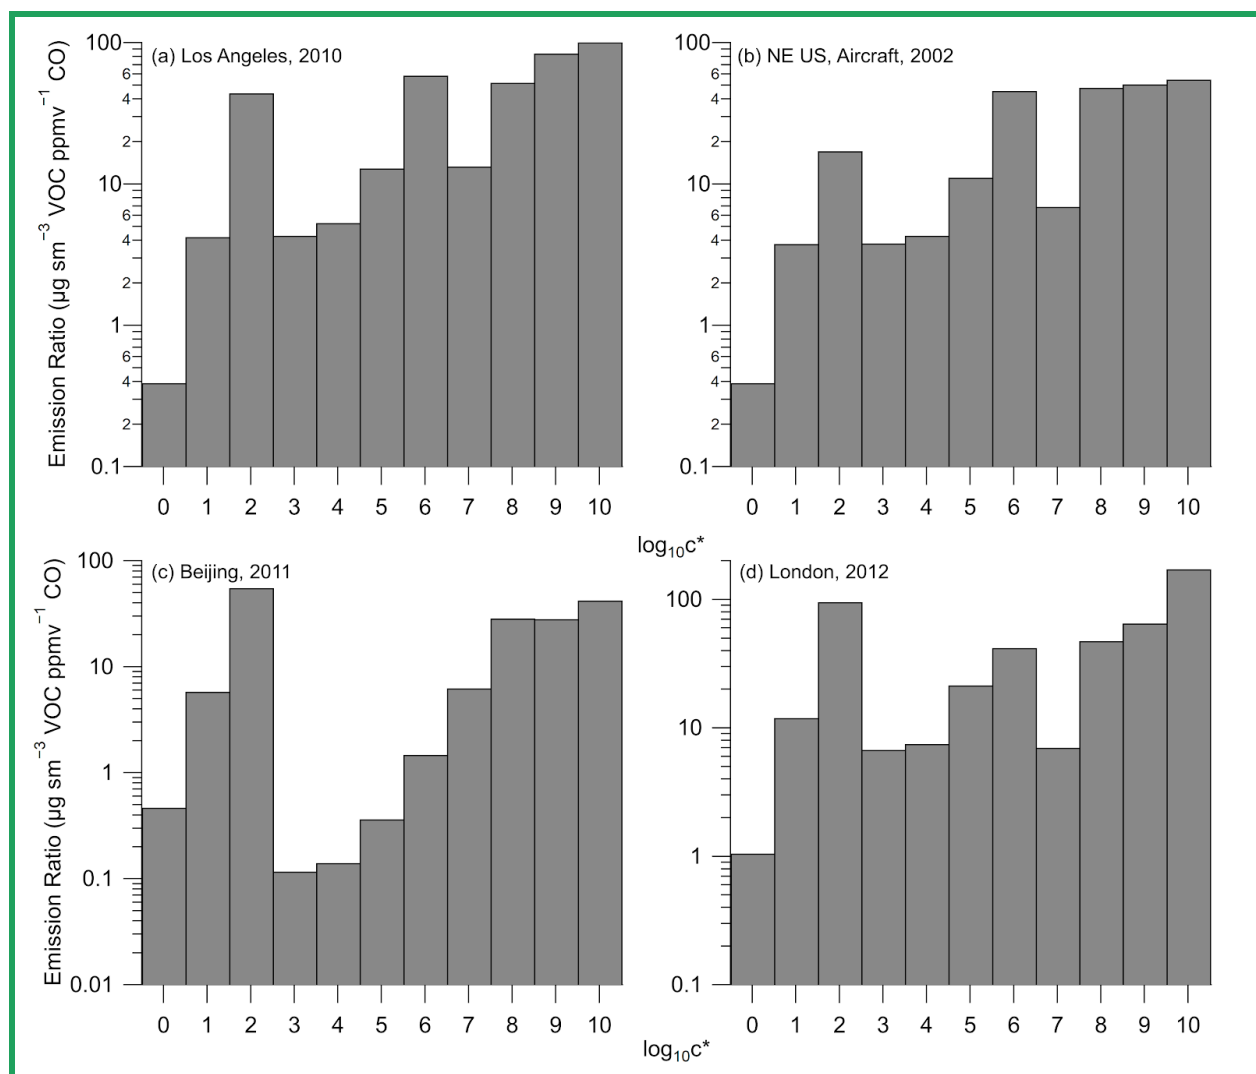 (a) Los Angeles, 2010
Emission Ratio (µg sm⁻³ VOC ppmv⁻¹ CO)
100
6
4
2
10
6
4
2
1
6
4
2
0.1
0 1 2 3 4 5 6 7 8 9 10
(b) NE US, Aircraft, 2002
100
6
4
2
10
6
4
2
1
6
4
2
0.1
0 1 2 3 4 5 6 7 8 9 10
log₁₀c*
(c) Beijing, 2011
Emission Ratio (µg sm⁻³ VOC ppmv⁻¹ CO)
100
10
1
0.1
0.01
0 1 2 3 4 5 6 7 8 9 10
(d) London, 2012
100
10
1
0.1
0 1 2 3 4 5 6 7 8 9 10
log₁₀c*